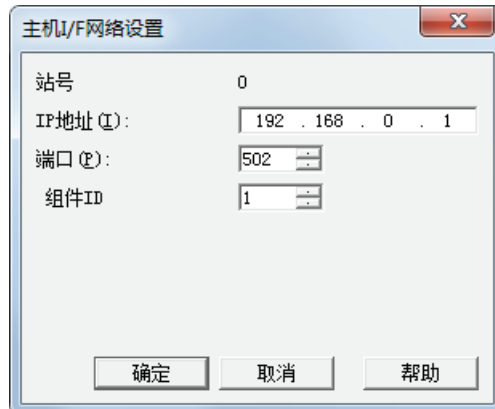 主机I/F网络设置
站号 0
IP地址(I): 192 . 168 . 0 . 1
端口(P): 502
组件ID 1
确定 取消 帮助